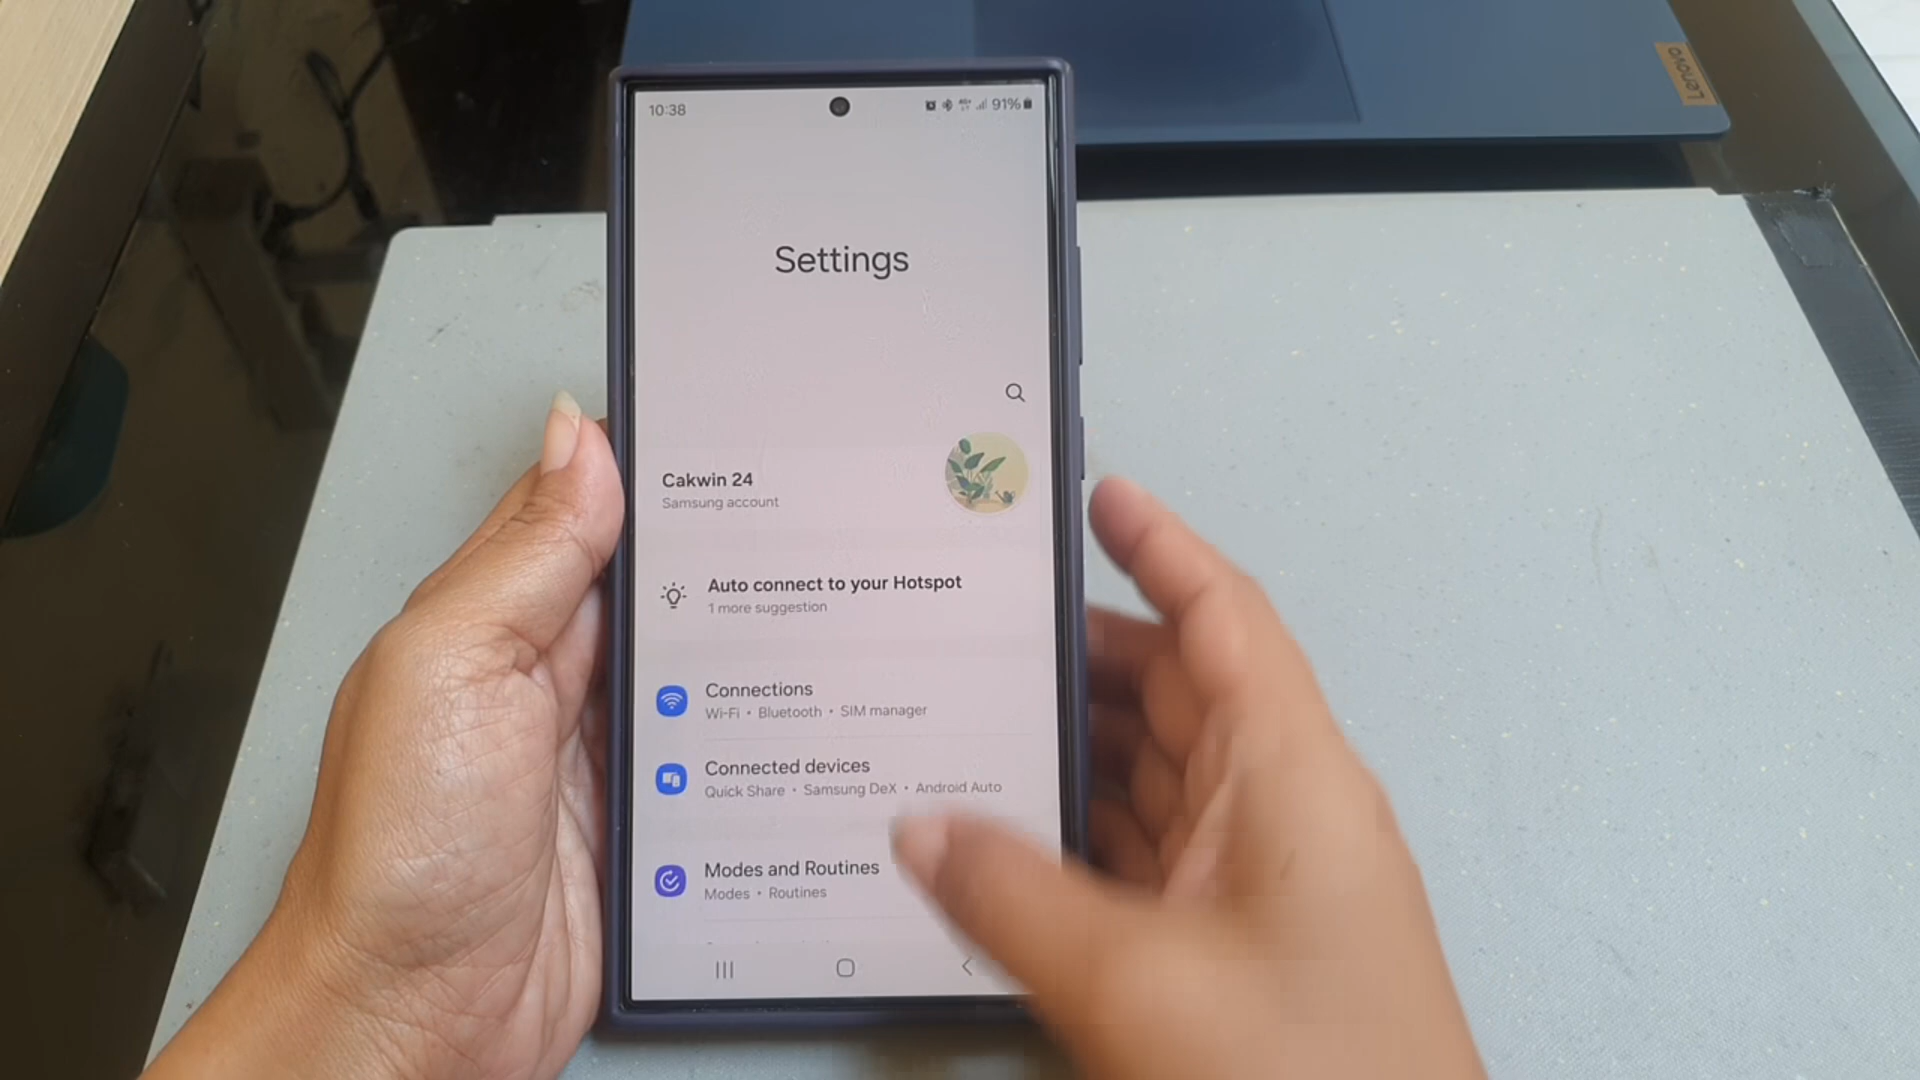 Lenovo
10:38
91%
Settings
Cakwin 24
Samsung account
Auto connect to your Hotspot
1 more suggestion
Connections
Wi-Fi • Bluetooth • SIM manager
Connected devices
Quick Share • Samsung DeX • Android Auto
Modes and Routines
Modes • Routines